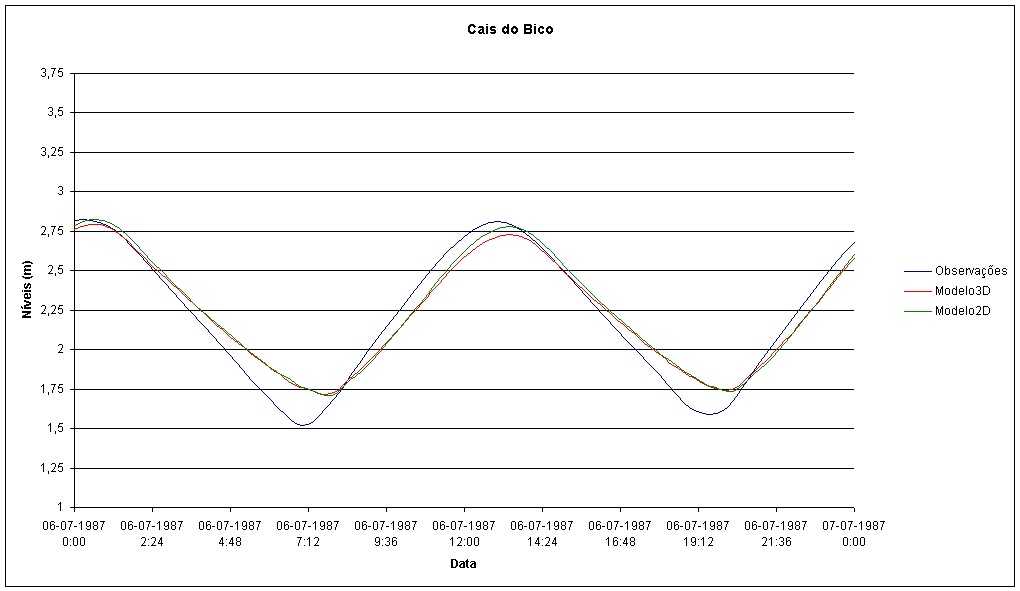 Cais do Bico
3,75
3,5
3,25
3
2,75
2,5
2,25
2
1,75
1,5
1,25
1
Níveis (m)
06-07-1987 06-07-1987 06-07-1987 06-07-1987 06-07-1987 06-07-1987 06-07-1987 06-07-1987 06-07-1987 06-07-1987 07-07-1987
0:00 2:24 4:48 7:12 9:36 12:00 14:24 16:48 19:12 21:36 0:00
Data
Observações
Modelo3D
Modelo2D